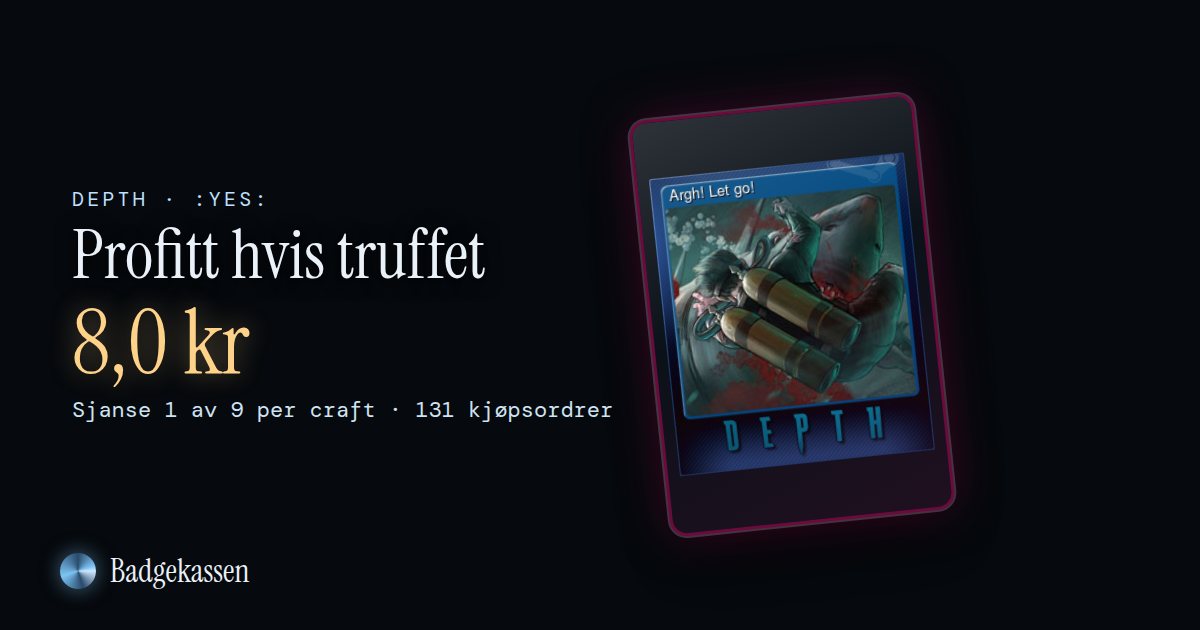 DEPTH · :YES:
Profitt hvis truffet
8,0 kr
Sjanse 1 av 9 per craft · 131 kjøpsordrer
Argh! Let go!
DEPTH
Badgekassen